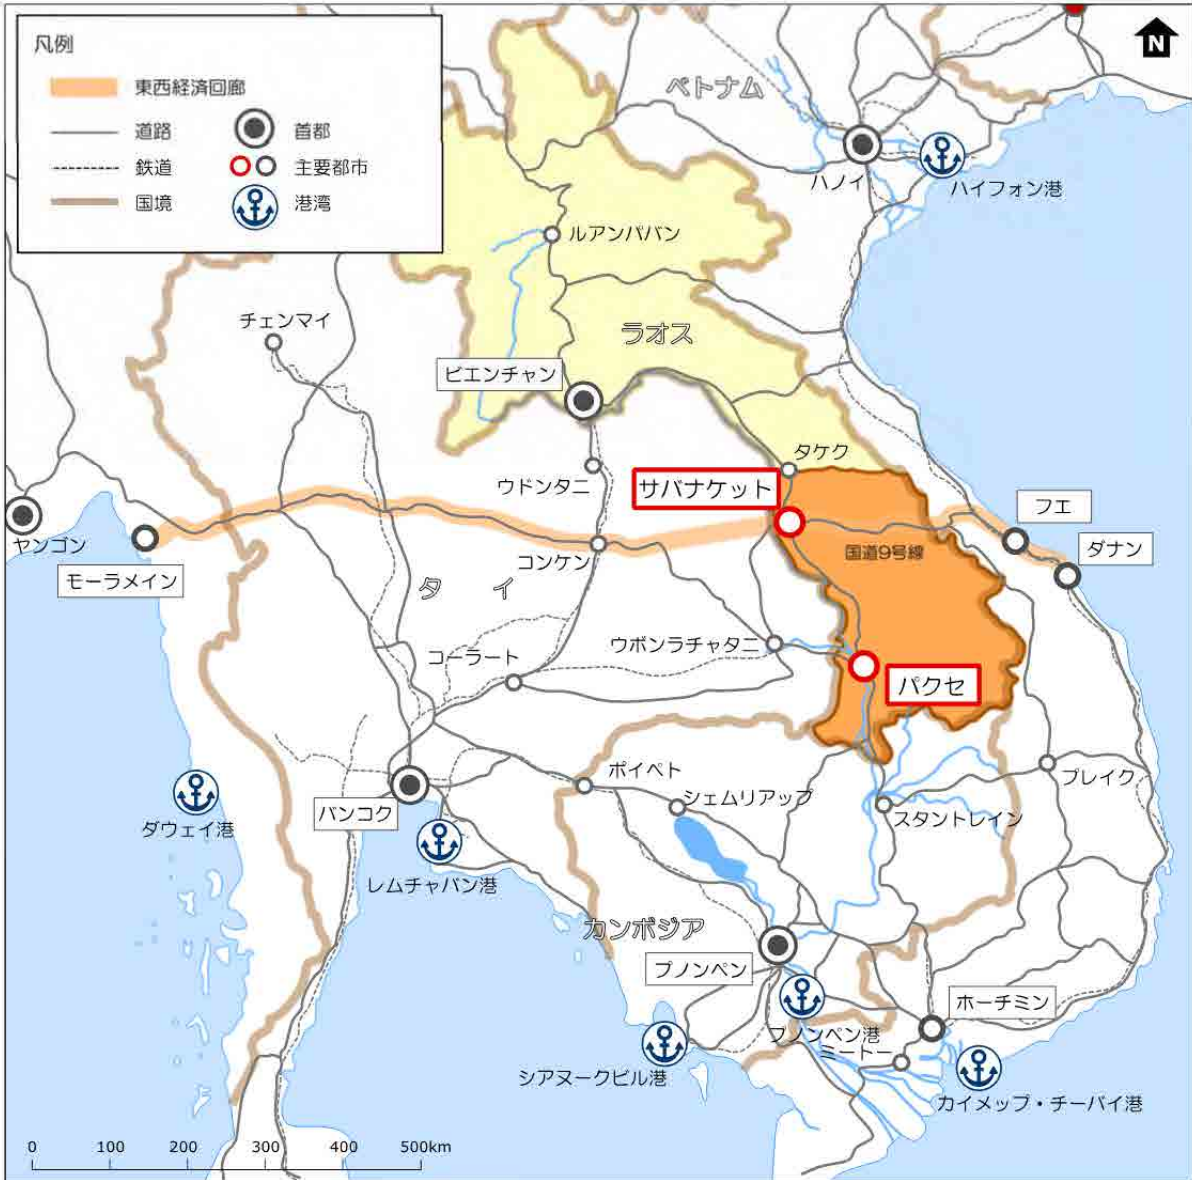 凡例
東西経済回廊
道路
首都
鉄道
主要都市
国境
港湾
N
ベトナム
ハノイ
ハイフォン港
ルアンパバン
チェンマイ
ラオス
ビエンチャン
タケク
ウドンタニ
サバナケット
フエ
ヤンゴン
ダナン
国道9号線
コンケン
モーラメイン
タイ
ウボンラチャタニ
コーラート
パクセ
ポイペト
プレイク
シェムリアップ
バンコク
スタントレイン
ダウェイ港
レムチャバン港
カンボジア
プノンペン
ホーチミン
プノンペン港
ミートー
シアヌークビル港
カイメップ・チーバイ港
0 100 200 300 400 500km